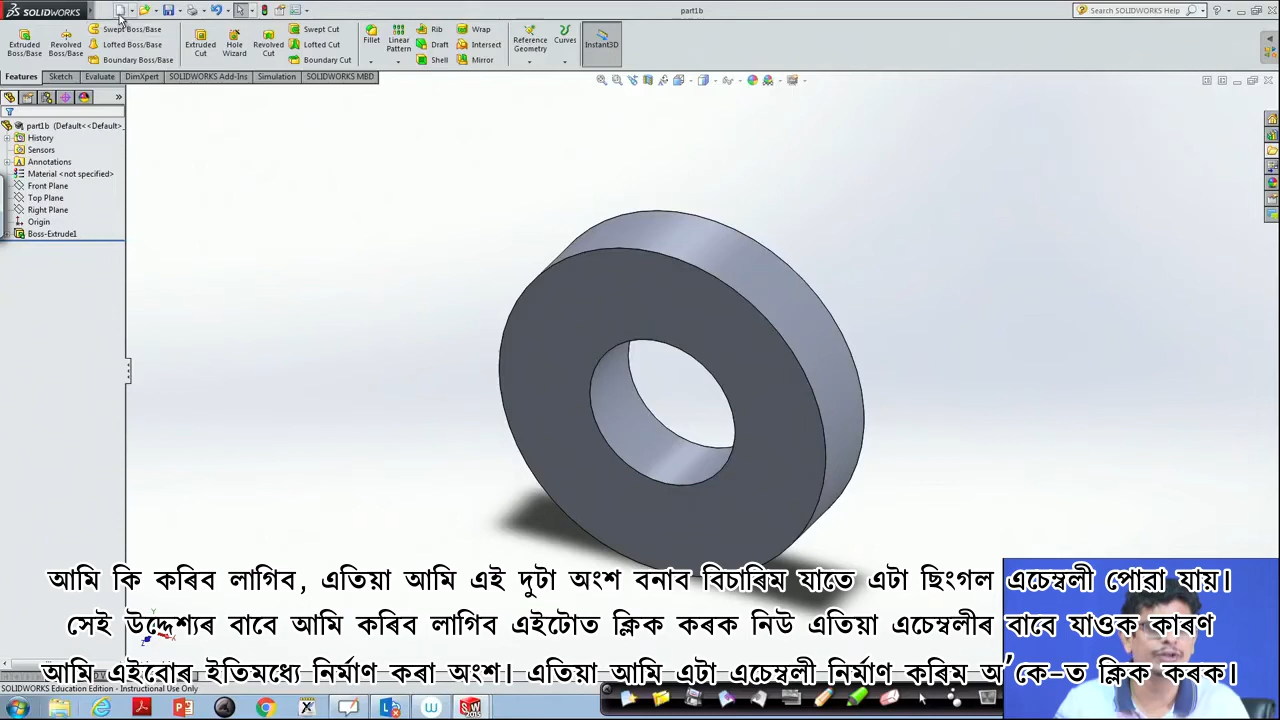 SOLIDWORKS
part1b
Search SOLIDWORKS Help
Extruded Boss/Base
Revolved Boss/Base
Swept Boss/Base
Lofted Boss/Base
Boundary Boss/Base
Extruded Cut
Hole Wizard
Revolved Cut
Swept Cut
Lofted Cut
Boundary Cut
Fillet
Linear Pattern
Rib
Draft
Shell
Wrap
Intersect
Mirror
Reference Geometry
Curves
Instant3D
Features Sketch Evaluate DimXpert SOLIDWORKS Add-Ins Simulation SOLIDWORKS MBD
part1b (Default<<Default>_
History
Sensors
Annotations
Material <not specified>
Front Plane
Top Plane
Right Plane
Origin
Boss-Extrude1
আমি কি কৰিব লাগিব, এতিয়া আমি এই দুটা অংশ বনাব বিচাৰিম যাতে এটা ছিংগল এচেম্বলী পোৱা যায়।
সেই উদ্দেশ্যৰ বাবে আমি কৰিব লাগিব এইটোত ক্লিক কৰক নিউ এতিয়া এচেম্বলীৰ বাবে যাওক কাৰণ
আমি এইবোৰ ইতিমধ্যে নিৰ্মাণ কৰা অংশ। এতিয়া আমি এটা এচেম্বলী নিৰ্মাণ কৰিম অ'কে-ত ক্লিক কৰক।
SOLIDWORKS Education Edition - Instructional Use Only